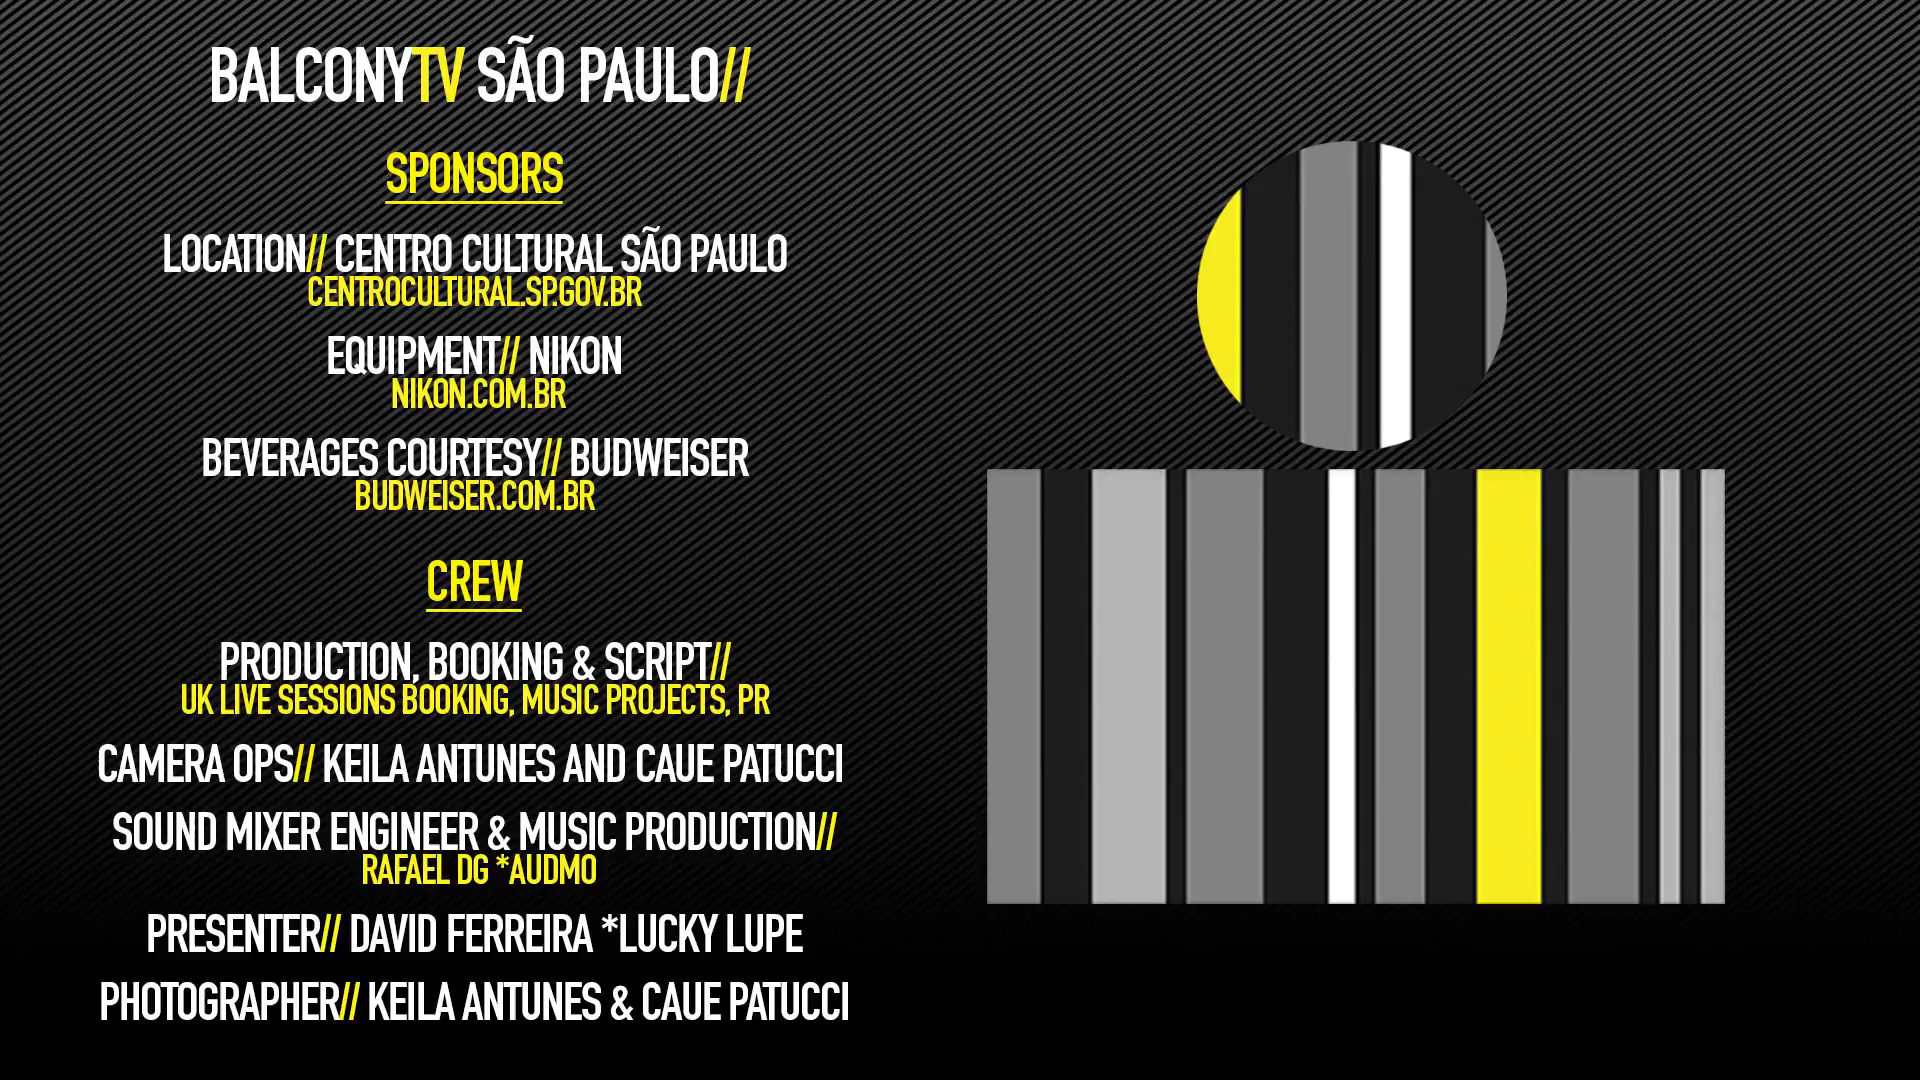 BALCONYTV SÃO PAULO//
SPONSORS
LOCATION// CENTRO CULTURAL SÃO PAULO
CENTROCULTURAL.SP.GOV.BR
EQUIPMENT// NIKON
NIKON.COM.BR
BEVERAGES COURTESY// BUDWEISER
BUDWEISER.COM.BR
CREW
PRODUCTION, BOOKING & SCRIPT//
UK LIVE SESSIONS BOOKING, MUSIC PROJECTS, PR
CAMERA OPS// KEILA ANTUNES AND CAUE PATUCCI
SOUND MIXER ENGINEER & MUSIC PRODUCTION//
RAFAEL DG *AUDMO
PRESENTER// DAVID FERREIRA *LUCKY LUPE
PHOTOGRAPHER// KEILA ANTUNES & CAUE PATUCCI